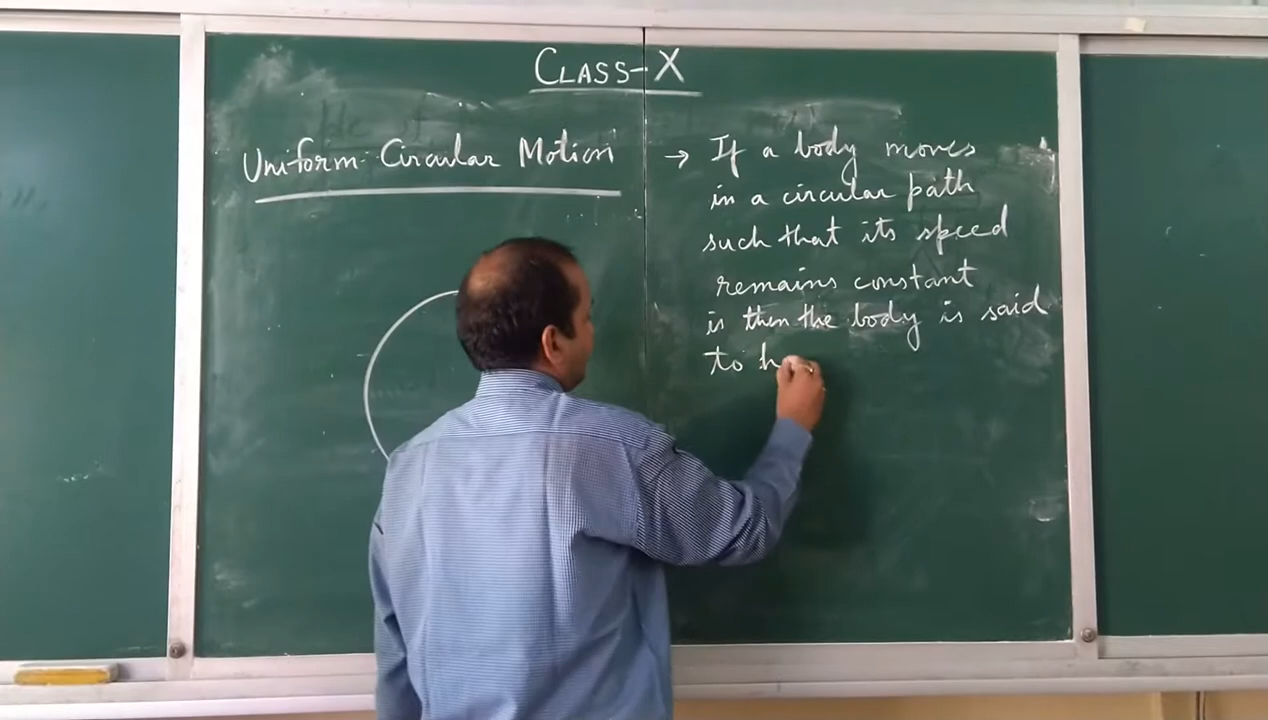 CLASS-X
Uniform Circular Motion
→ If a body moves
in a circular path
such that its speed
remains constant
is then the body is said
to h